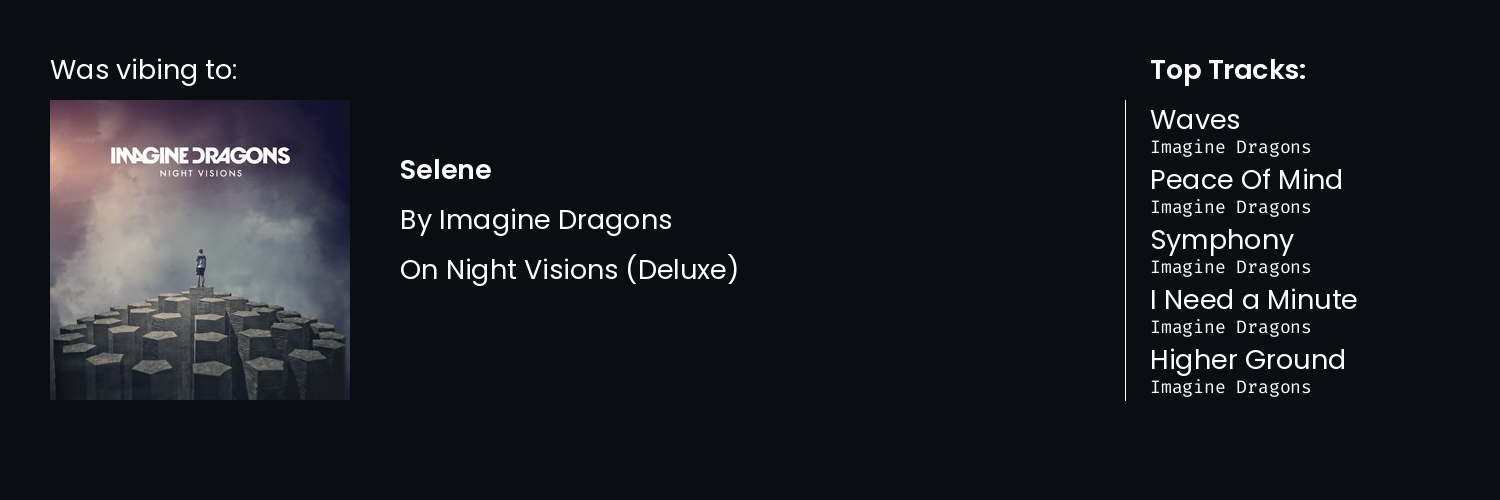 Was vibing to:
IMAGINE DRAGONS
NIGHT VISIONS
Selene
By Imagine Dragons
On Night Visions (Deluxe)
Top Tracks:
Waves
Imagine Dragons
Peace Of Mind
Imagine Dragons
Symphony
Imagine Dragons
I Need a Minute
Imagine Dragons
Higher Ground
Imagine Dragons